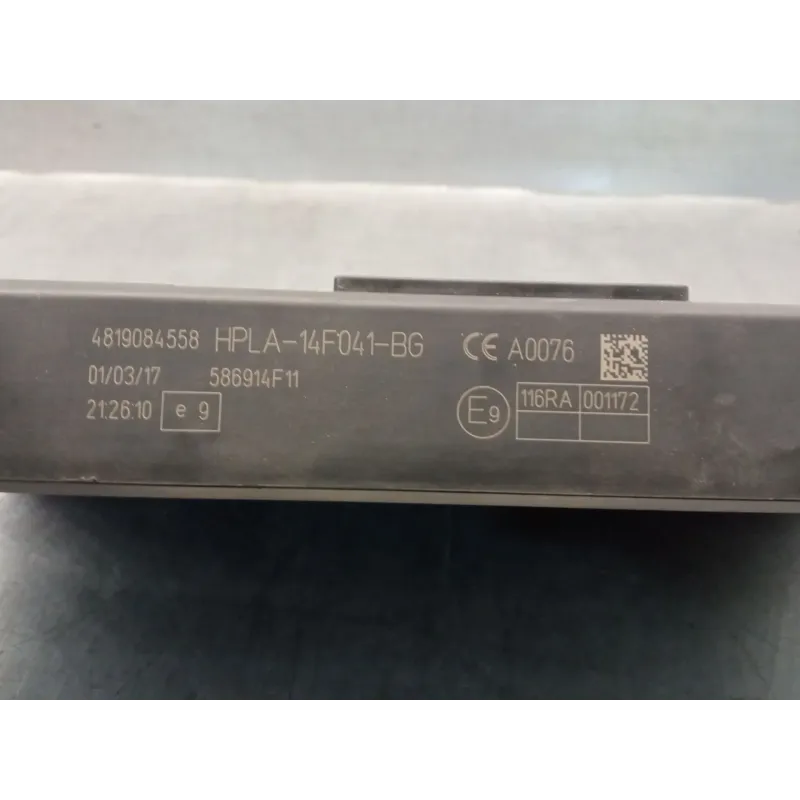 4819084558 HPLA-14F041-BG CE A0076
01/03/17 586914F11
21:26:10 e 9
E9 116RA 001172